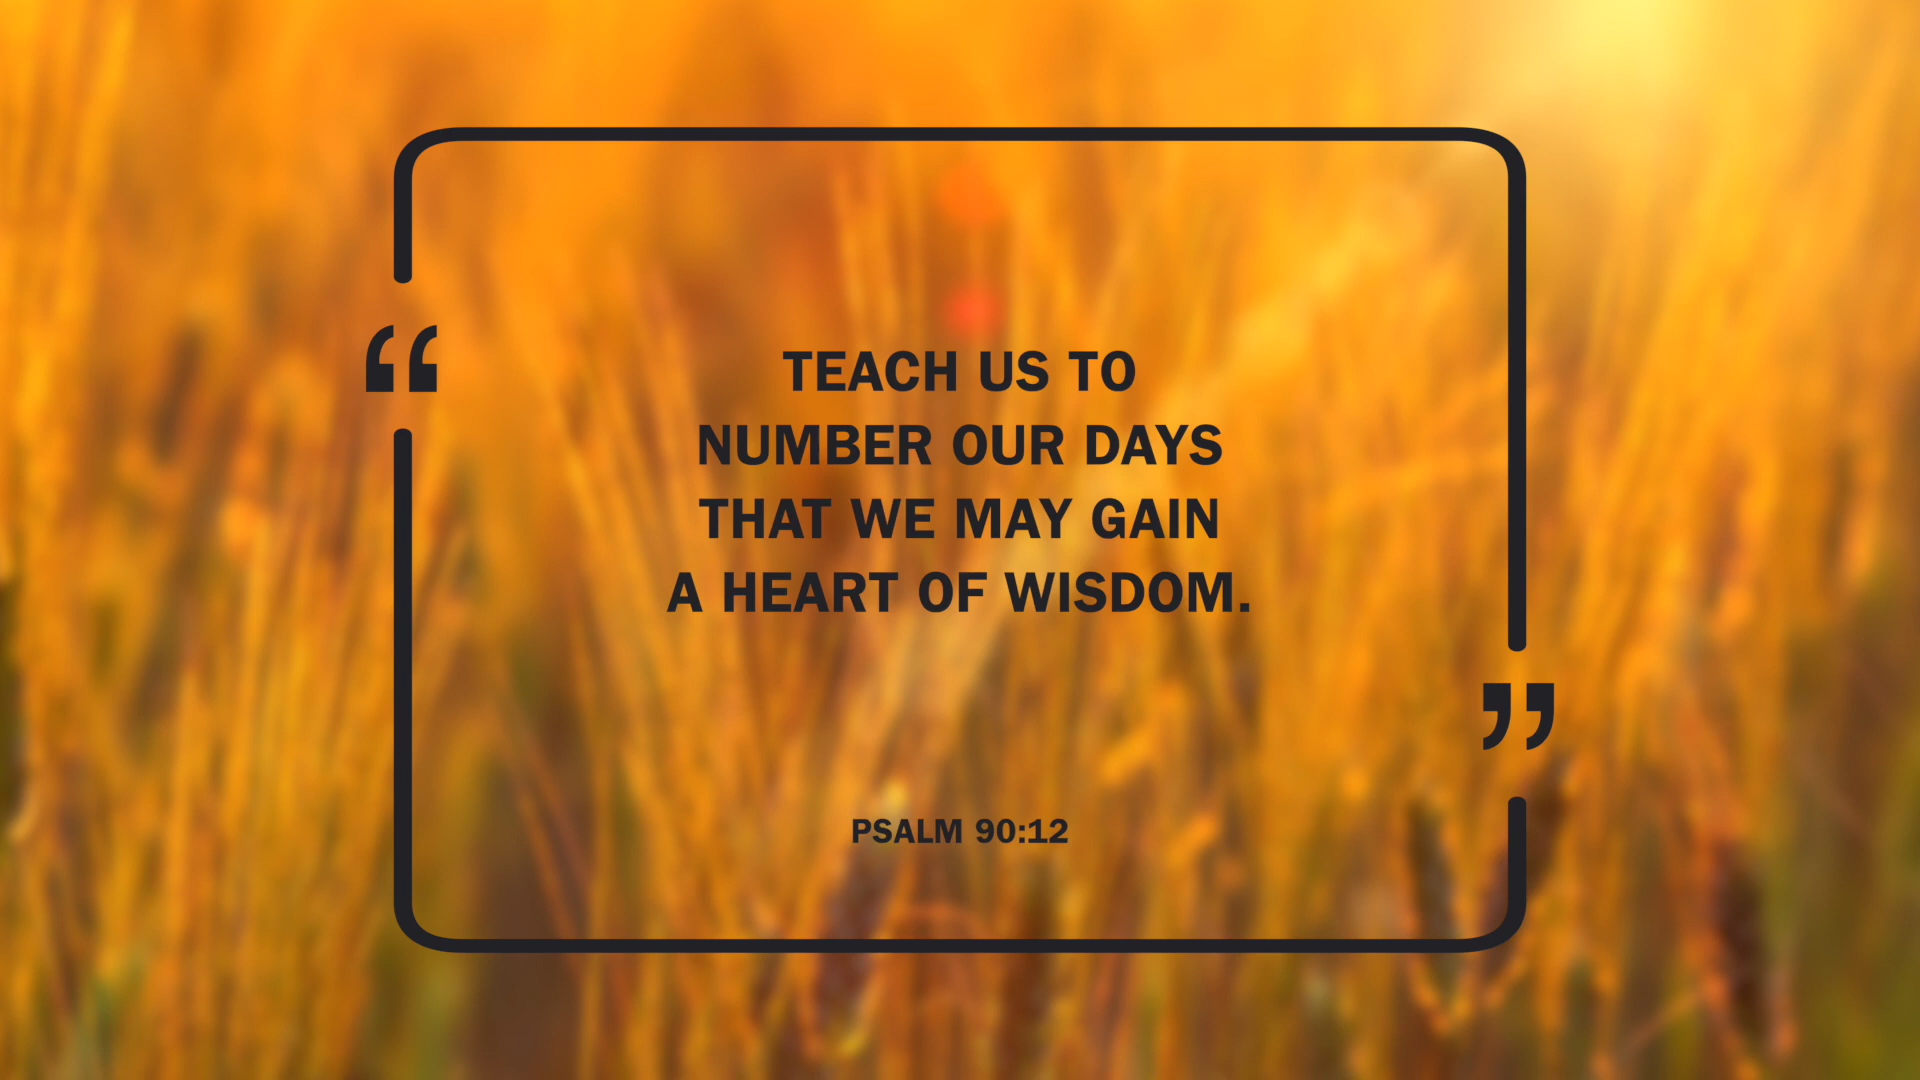 “
TEACH US TO
NUMBER OUR DAYS
THAT WE MAY GAIN
A HEART OF WISDOM.
”
PSALM 90:12